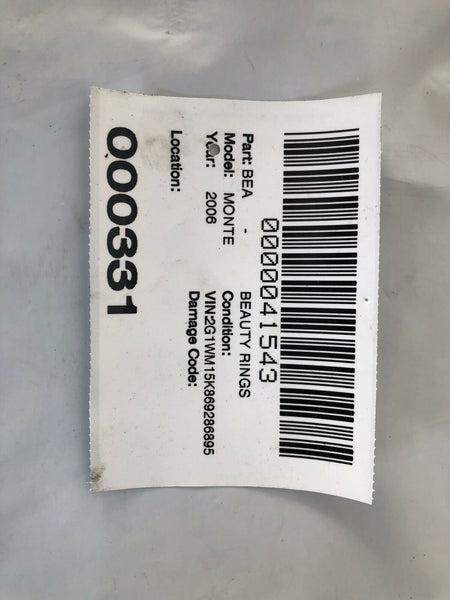 0000041543
Part: BEA - BEAUTY RINGS
Model: MONTE Condition:
Year: 2006 VIN:2G1WM15K869286895
Damage Code:
Location:
000331